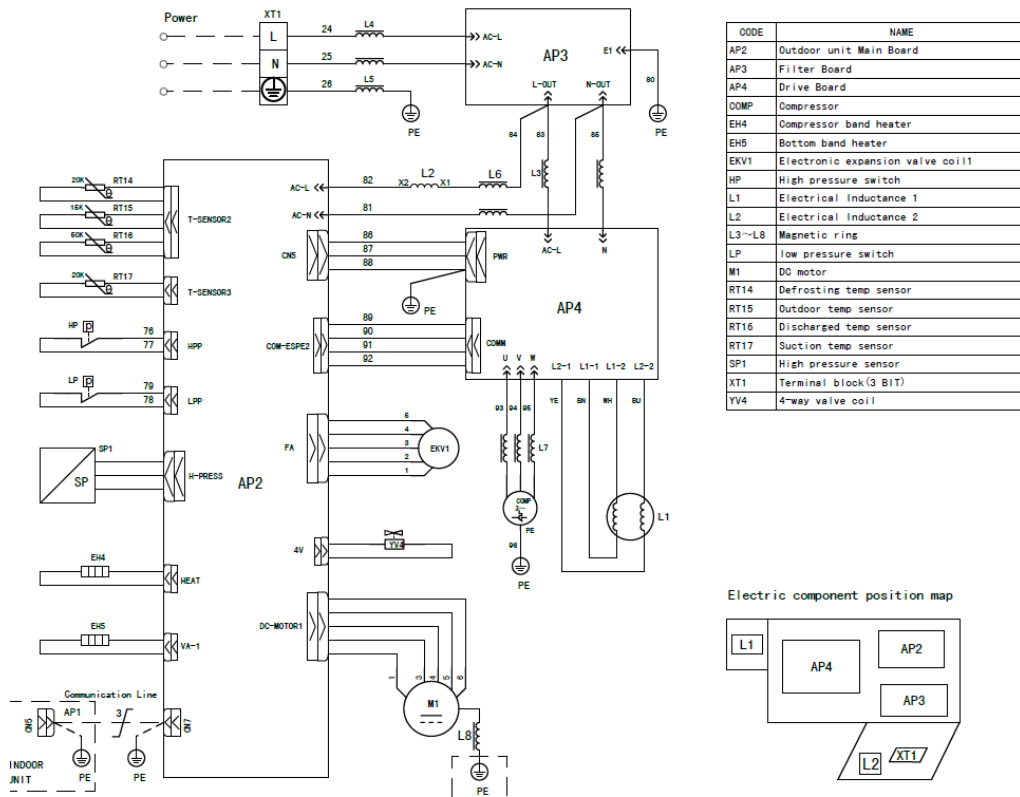 Power
XT1
L
24
L4
AC-L
AP3
E1
N
25
AC-N
80
26
L5
L-OUT
N-OUT
PE
PE
84
83
85
20K
RT14
15K
RT15
T-SENSOR2
50K
RT16
20K
RT17
T-SENSOR3
HP
P
76
77
HPP
LP
P
79
78
LPP
SP1
SP
H-PRESS
AP2
EH4
HEAT
EH5
VA-1
Communication Line
AP1
3
CN5
CN7
INDOOR
UNIT
PE
PE
AC-L
82
X2
L2
X1
L6
L3
AC-N
81
CN5
86
87
88
PWR
PE
AC-L
N
AP4
COM-ESPE2
89
90
91
92
COMM
U
V
W
L2-1
L1-1
L1-2
L2-2
93
94
95
YE
BN
WH
BU
L7
COMP
3~
PE
96
PE
L1
FA
6
4
3
2
1
EKV1
4V
YV4
DC-MOTOR1
1
3
4
5
6
M1
L8
PE
CODE NAME
AP2 Outdoor unit Main Board
AP3 Filter Board
AP4 Drive Board
COMP Compressor
EH4 Compressor band heater
EH5 Bottom band heater
EKV1 Electronic expansion valve coil1
HP High pressure switch
L1 Electrical Inductance 1
L2 Electrical Inductance 2
L3~L8 Magnetic ring
LP low pressure switch
M1 DC motor
RT14 Defrosting temp sensor
RT15 Outdoor temp sensor
RT16 Discharged temp sensor
RT17 Suction temp sensor
SP1 High pressure sensor
XT1 Terminal block(3 BIT)
YV4 4-way valve coil
Electric component position map
L1
AP4
AP2
AP3
L2
XT1